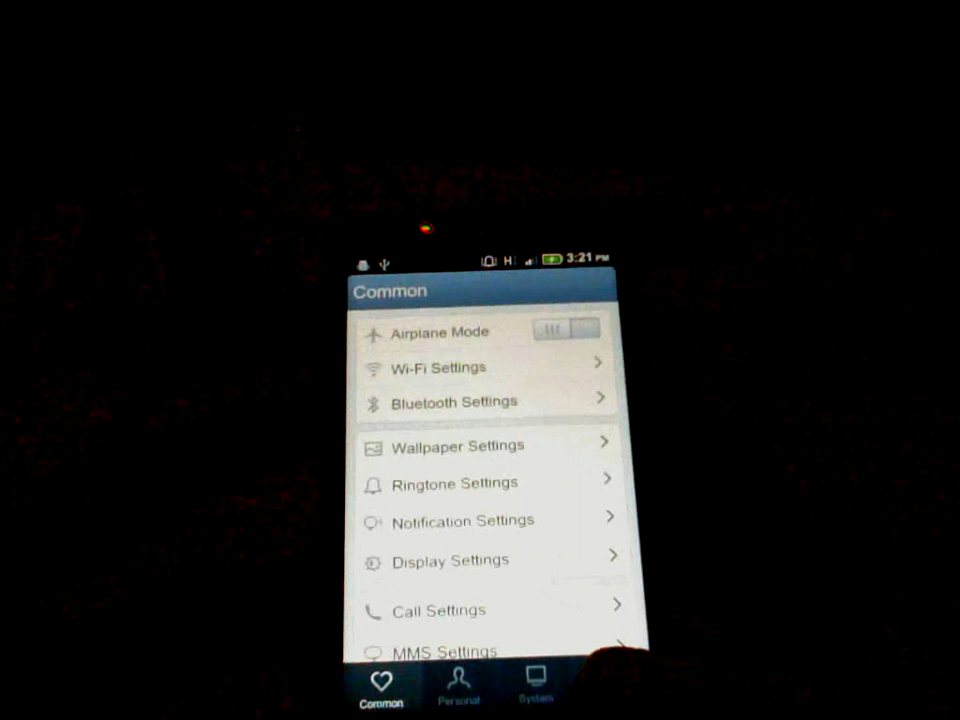 H 3:21 PM
Common
Airplane Mode
Wi-Fi Settings
Bluetooth Settings
Wallpaper Settings
Ringtone Settings
Notification Settings
Display Settings
Call Settings
MMS Settings
Common Personal System